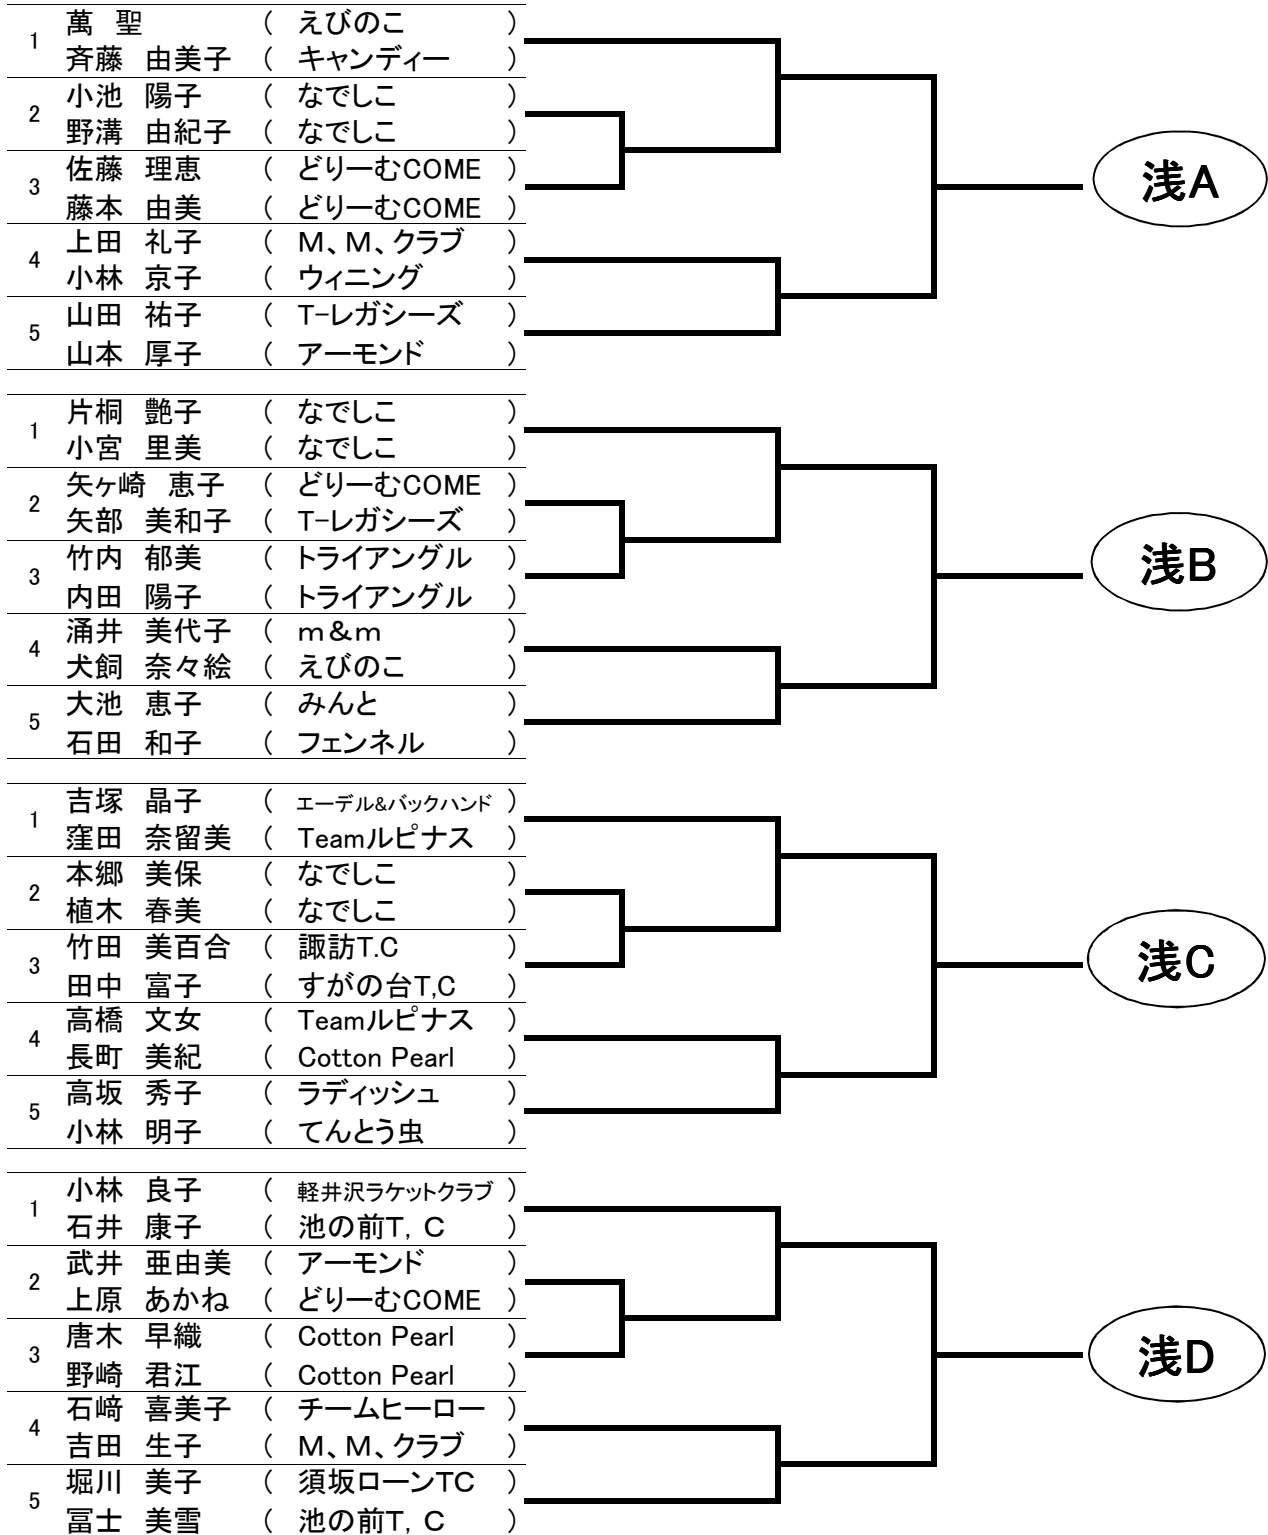 1 萬 聖 ( えびのこ )
斉藤 由美子 ( キャンディー )
2 小池 陽子 ( なでしこ )
野溝 由紀子 ( なでしこ )
3 佐藤 理恵 ( どりーむCOME )
藤本 由美 ( どりーむCOME )
4 上田 礼子 ( M、M、クラブ )
小林 京子 ( ウィニング )
5 山田 祐子 ( T-レガシーズ )
山本 厚子 ( アーモンド )
浅A
1 片桐 艶子 ( なでしこ )
小宮 里美 ( なでしこ )
2 矢ヶ崎 恵子 ( どりーむCOME )
矢部 美和子 ( T-レガシーズ )
3 竹内 郁美 ( トライアングル )
内田 陽子 ( トライアングル )
4 涌井 美代子 ( m&m )
犬飼 奈々絵 ( えびのこ )
5 大池 恵子 ( みんと )
石田 和子 ( フェンネル )
浅B
1 吉塚 晶子 ( エーデル&バックハンド )
窪田 奈留美 ( Teamルピナス )
2 本郷 美保 ( なでしこ )
植木 春美 ( なでしこ )
3 竹田 美百合 ( 諏訪T.C )
田中 富子 ( すがの台T,C )
4 高橋 文女 ( Teamルピナス )
長町 美紀 ( Cotton Pearl )
5 高坂 秀子 ( ラディッシュ )
小林 明子 ( てんとう虫 )
浅C
1 小林 良子 ( 軽井沢ラケットクラブ )
石井 康子 ( 池の前T, C )
2 武井 亜由美 ( アーモンド )
上原 あかね ( どりーむCOME )
3 唐木 早織 ( Cotton Pearl )
野崎 君江 ( Cotton Pearl )
4 石﨑 喜美子 ( チームヒーロー )
吉田 生子 ( M、M、クラブ )
5 堀川 美子 ( 須坂ローンTC )
冨士 美雪 ( 池の前T, C )
浅D